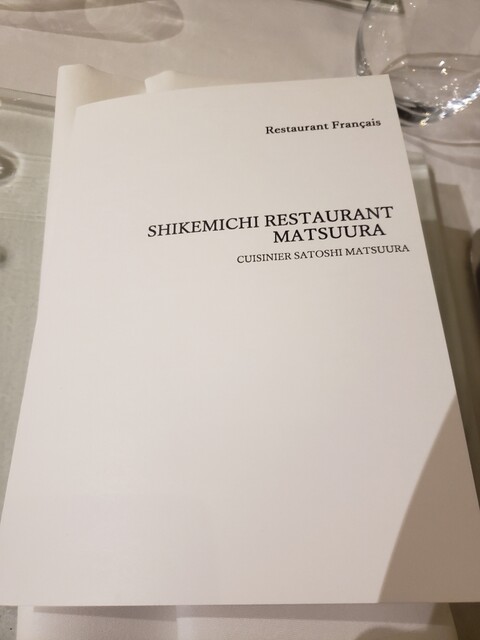 Restaurant Français
SHIKEMICHI RESTAURANT
MATSUURA
CUISINIER SATOSHI MATSUURA